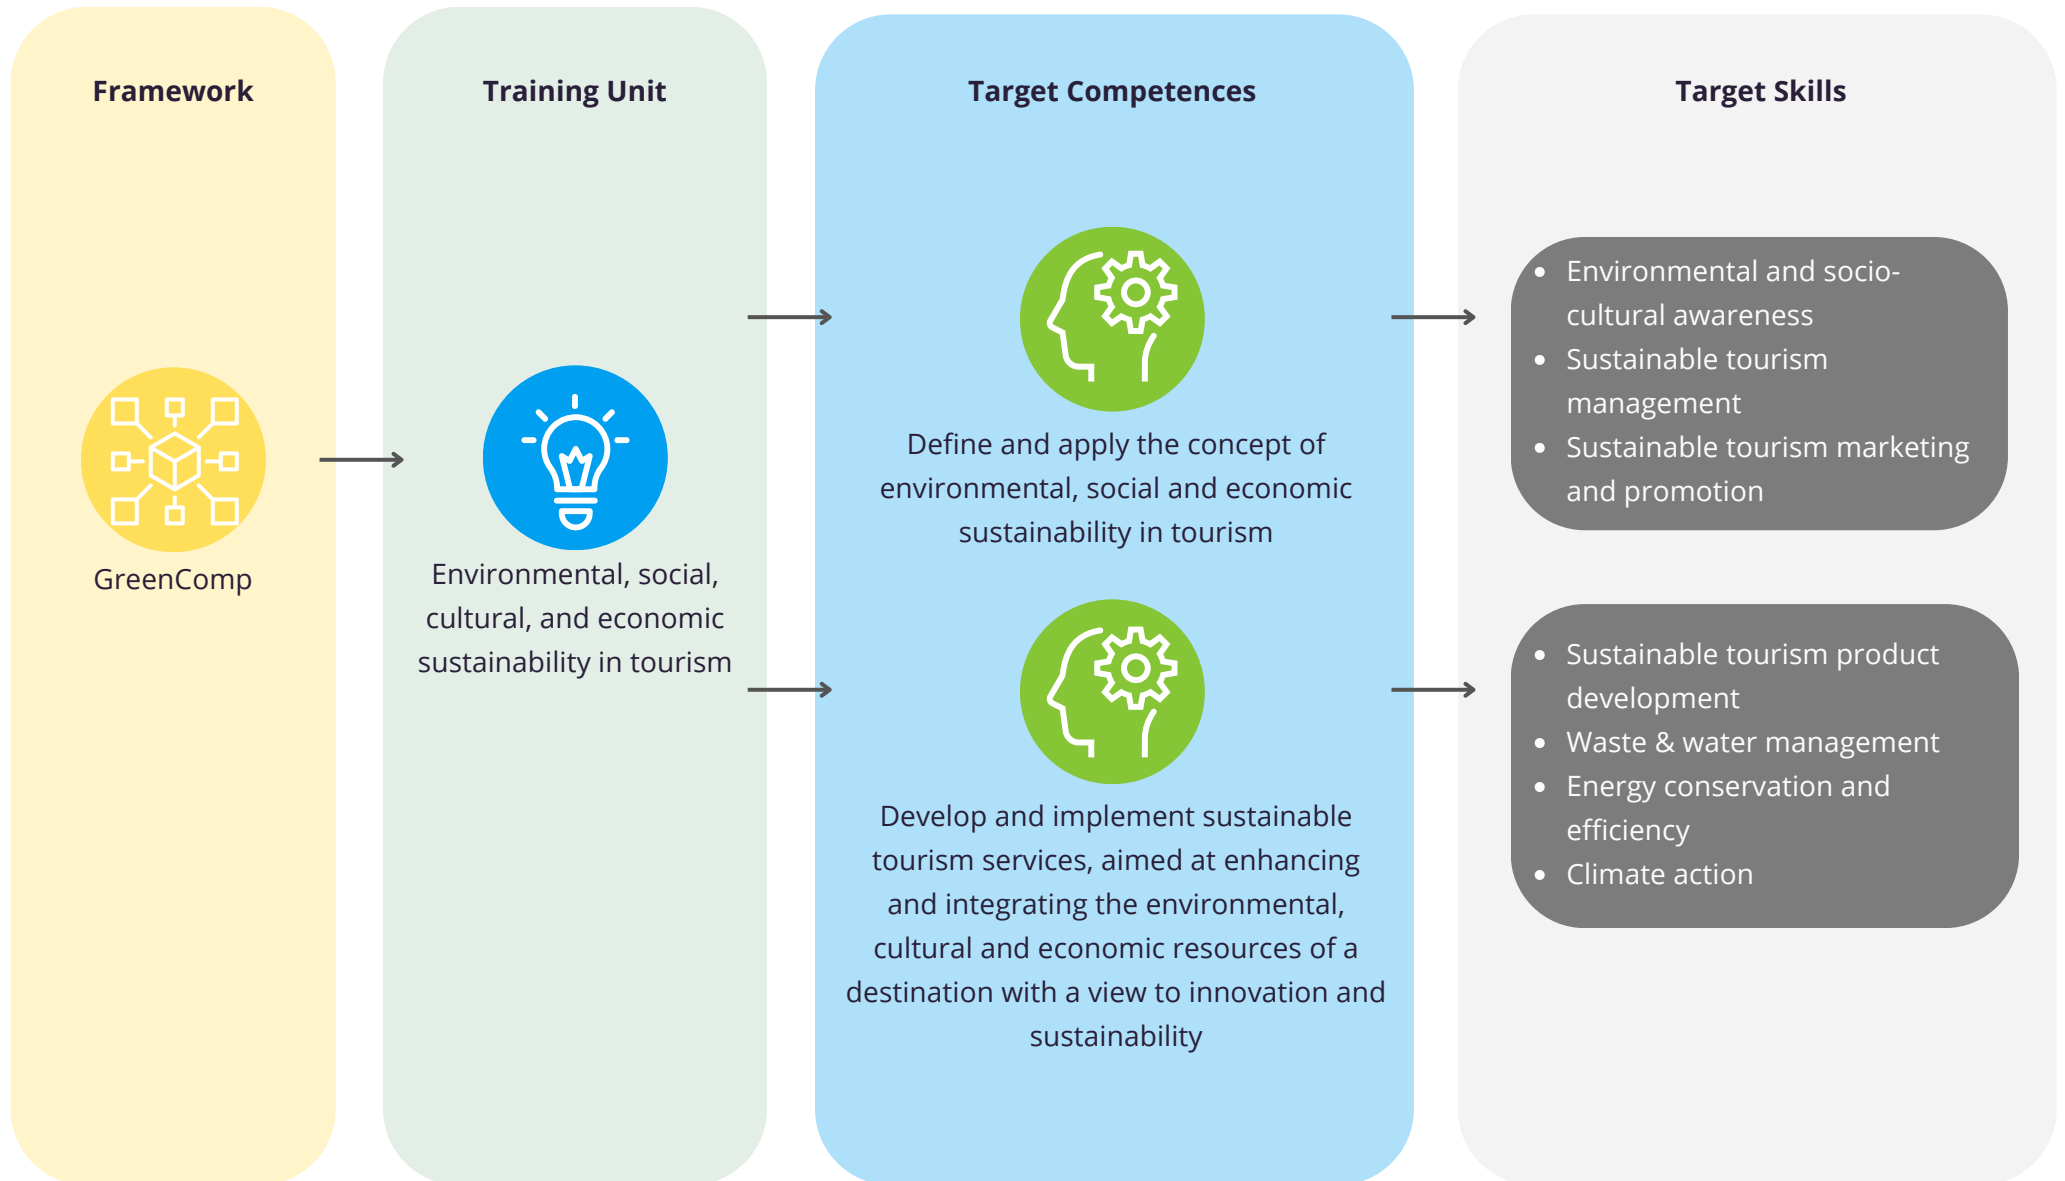 Framework
GreenComp
Training Unit
Environmental, social,
cultural, and economic
sustainability in tourism
Target Competences
Define and apply the concept of
environmental, social and economic
sustainability in tourism
Develop and implement sustainable
tourism services, aimed at enhancing
and integrating the environmental,
cultural and economic resources of a
destination with a view to innovation and
sustainability
Target Skills
• Environmental and socio-
cultural awareness
• Sustainable tourism
management
• Sustainable tourism marketing
and promotion
• Sustainable tourism product
development
• Waste & water management
• Energy conservation and
efficiency
• Climate action